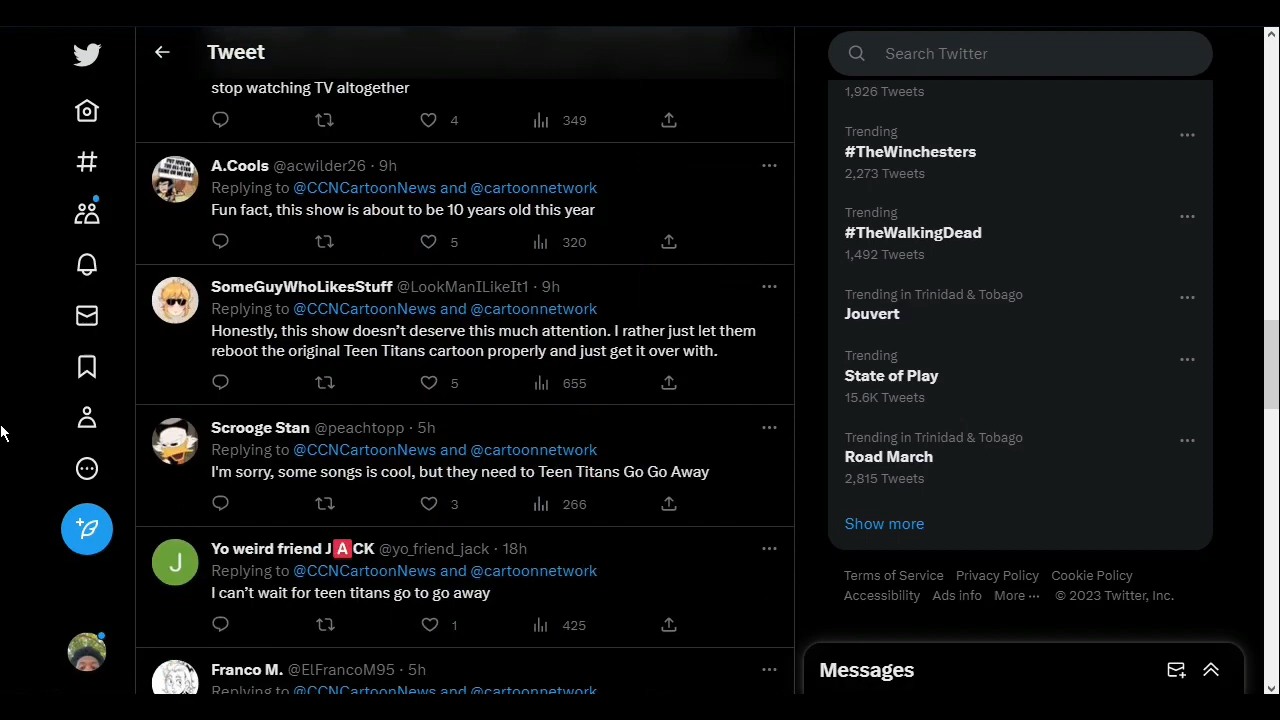 Tweet
Search Twitter
stop watching TV altogether
4
349
A.Cools @acwilder26 · 9h
Replying to @CCNCartoonNews and @cartoonnetwork
Fun fact, this show is about to be 10 years old this year
5
320
SomeGuyWhoLikesStuff @LookManILikeIt1 · 9h
Replying to @CCNCartoonNews and @cartoonnetwork
Honestly, this show doesn’t deserve this much attention. I rather just let them
reboot the original Teen Titans cartoon properly and just get it over with.
5
655
Scrooge Stan @peachtopp · 5h
Replying to @CCNCartoonNews and @cartoonnetwork
I'm sorry, some songs is cool, but they need to Teen Titans Go Go Away
3
266
J
Yo weird friend J🅰️CK @yo_friend_jack · 18h
Replying to @CCNCartoonNews and @cartoonnetwork
I can’t wait for teen titans go to go away
1
425
Franco M. @ElFrancoM95 · 5h
Replying to @CCNCartoonNews and @cartoonnetwork
1,926 Tweets
Trending
#TheWinchesters
2,273 Tweets
Trending
#TheWalkingDead
1,492 Tweets
Trending in Trinidad & Tobago
Jouvert
Trending
State of Play
15.6K Tweets
Trending in Trinidad & Tobago
Road March
2,815 Tweets
Show more
Terms of Service Privacy Policy Cookie Policy
Accessibility Ads info More ··· © 2023 Twitter, Inc.
Messages